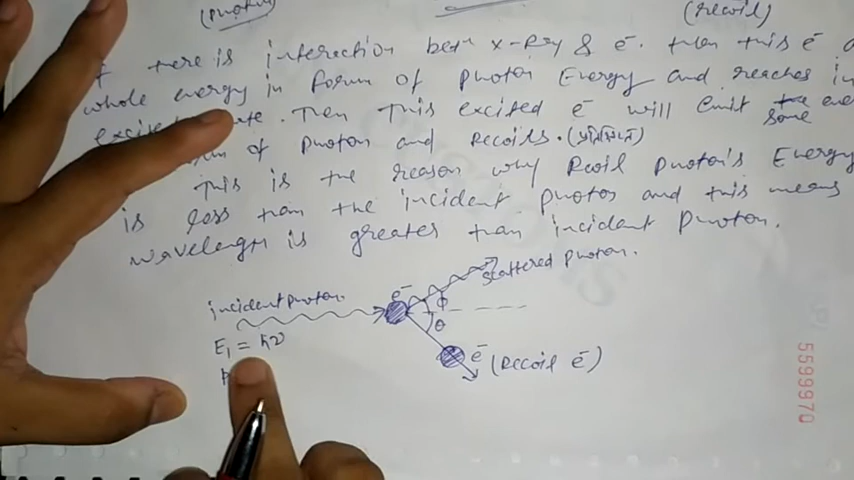 (Photon) (recoil)
If there is interaction betn x-Ray & e⁻. then this e⁻
whole energy in form of photon Energy and reaches in
excited state. Then this excited e⁻ will emit some
form of photon and Recoils.
This is the reason why Recoil photon's Energy
is less than the incident photon and this means
wavelength is greater than incident photon.
scattered photon.
incident photon. e⁻ ϕ
θ
E₁ = hν
e⁻ (Recoil e⁻)
5599970